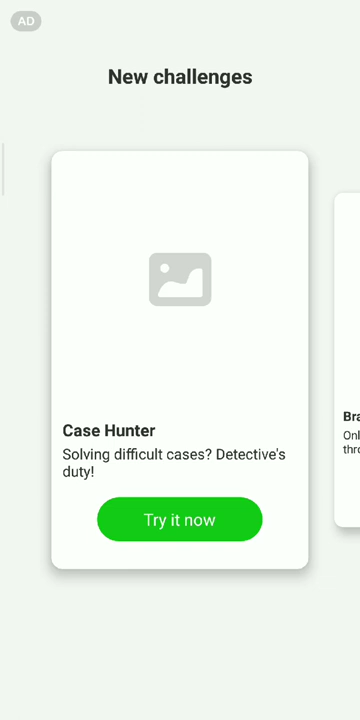 AD
New challenges
Case Hunter
Solving difficult cases? Detective's
duty!
Try it now